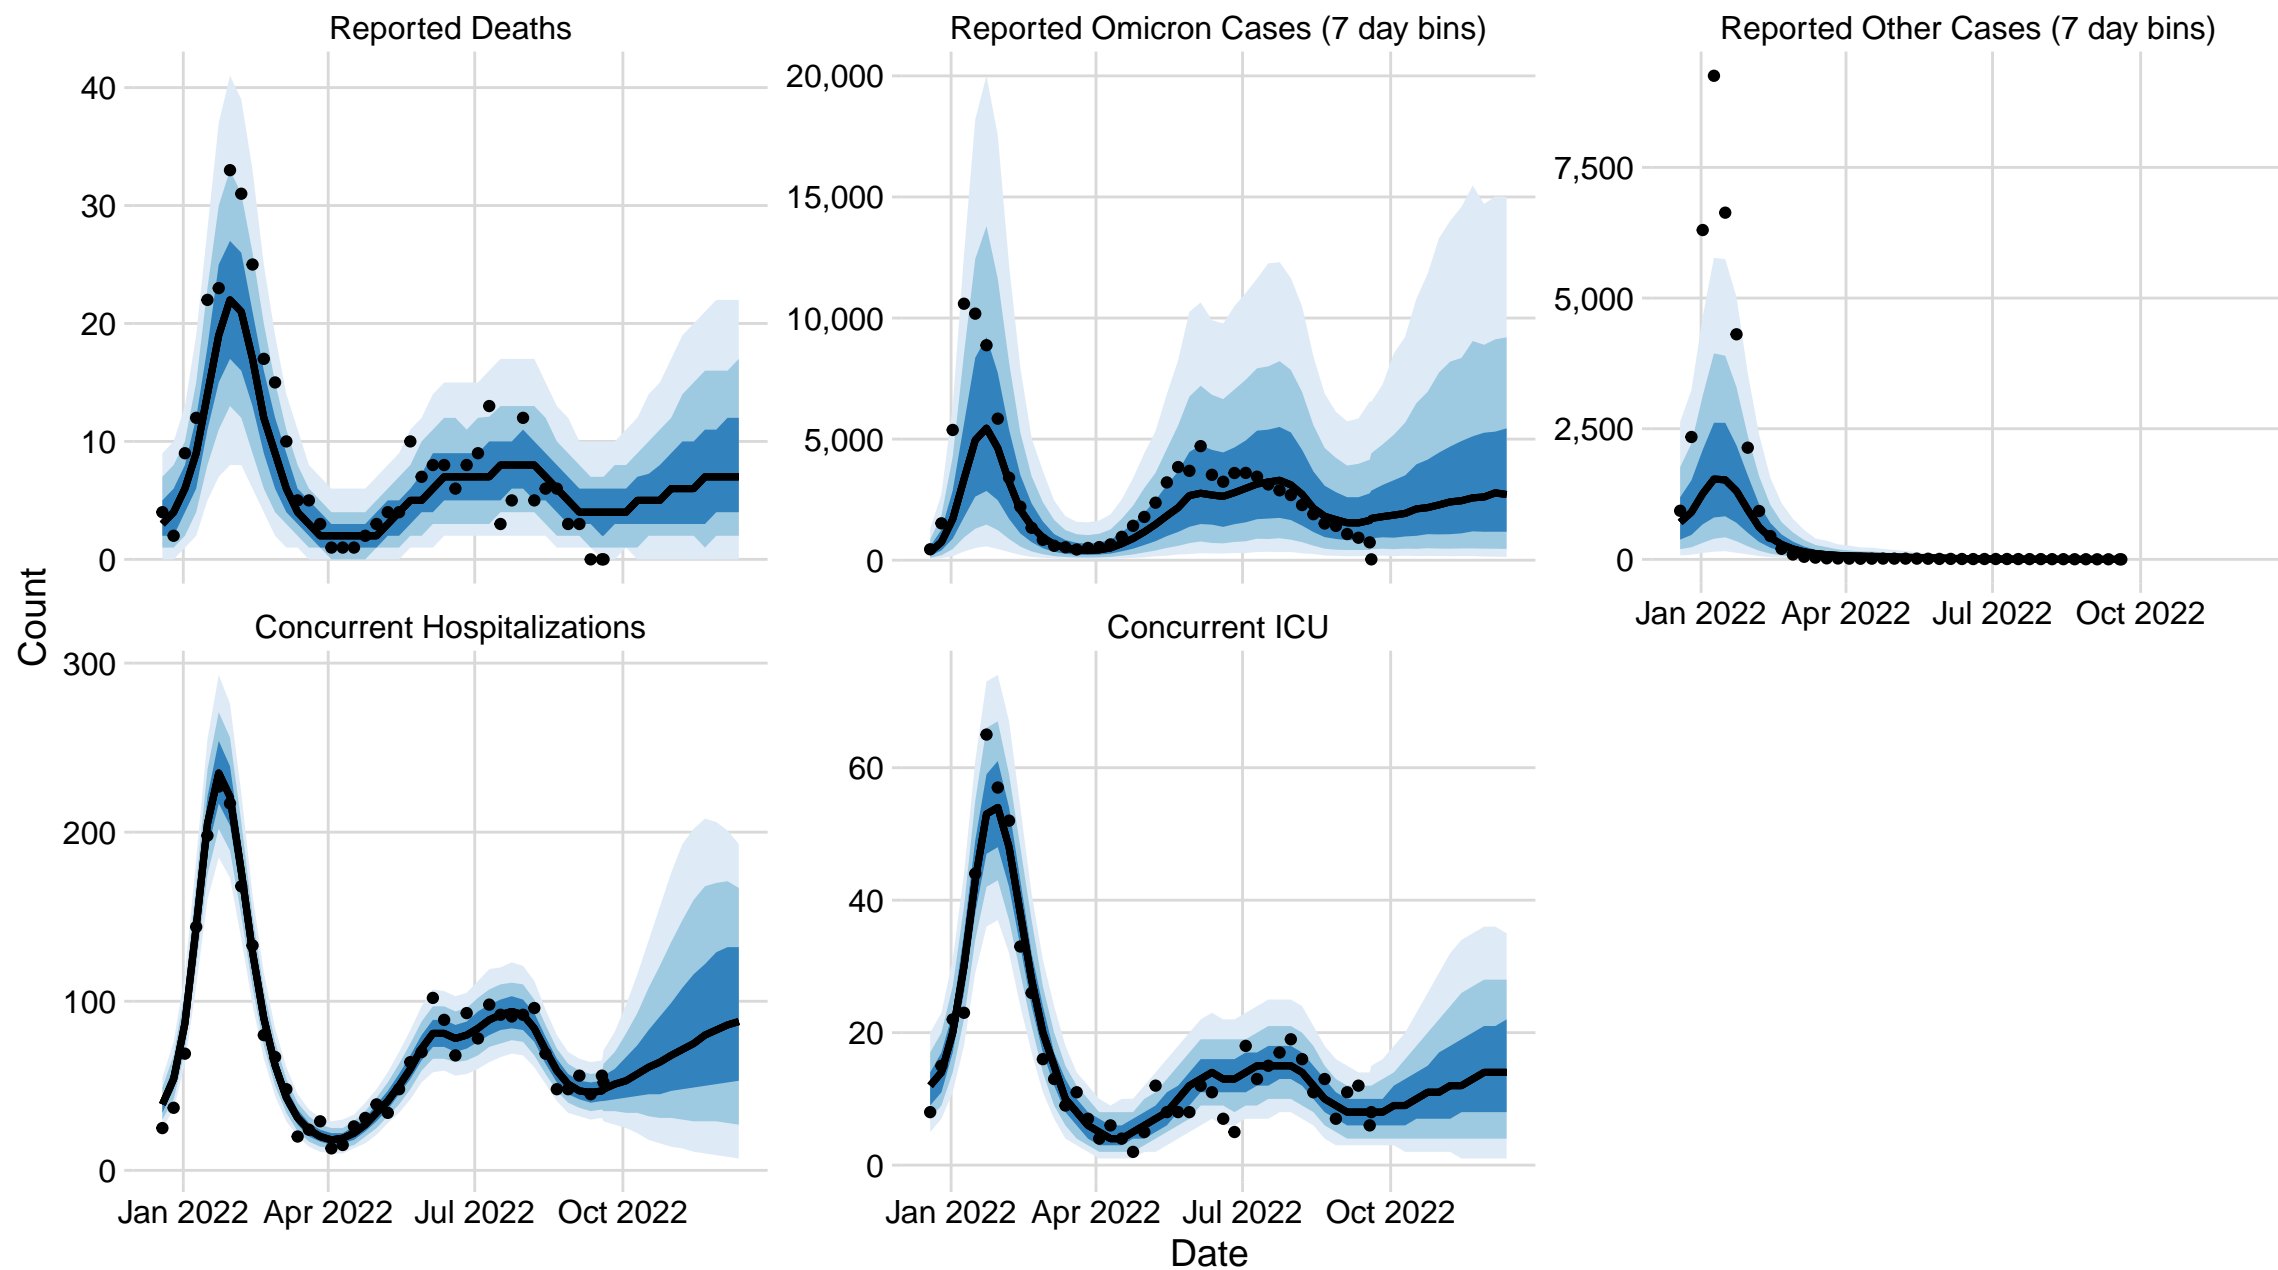 Reported Deaths
Reported Omicron Cases (7 day bins)
Reported Other Cases (7 day bins)
40
30
20
10
0
20,000
15,000
10,000
5,000
0
7,500
5,000
2,500
0
Jan 2022 Apr 2022 Jul 2022 Oct 2022
Count
Concurrent Hospitalizations
Concurrent ICU
300
200
100
0
60
40
20
0
Jan 2022 Apr 2022 Jul 2022 Oct 2022
Jan 2022 Apr 2022 Jul 2022 Oct 2022
Date